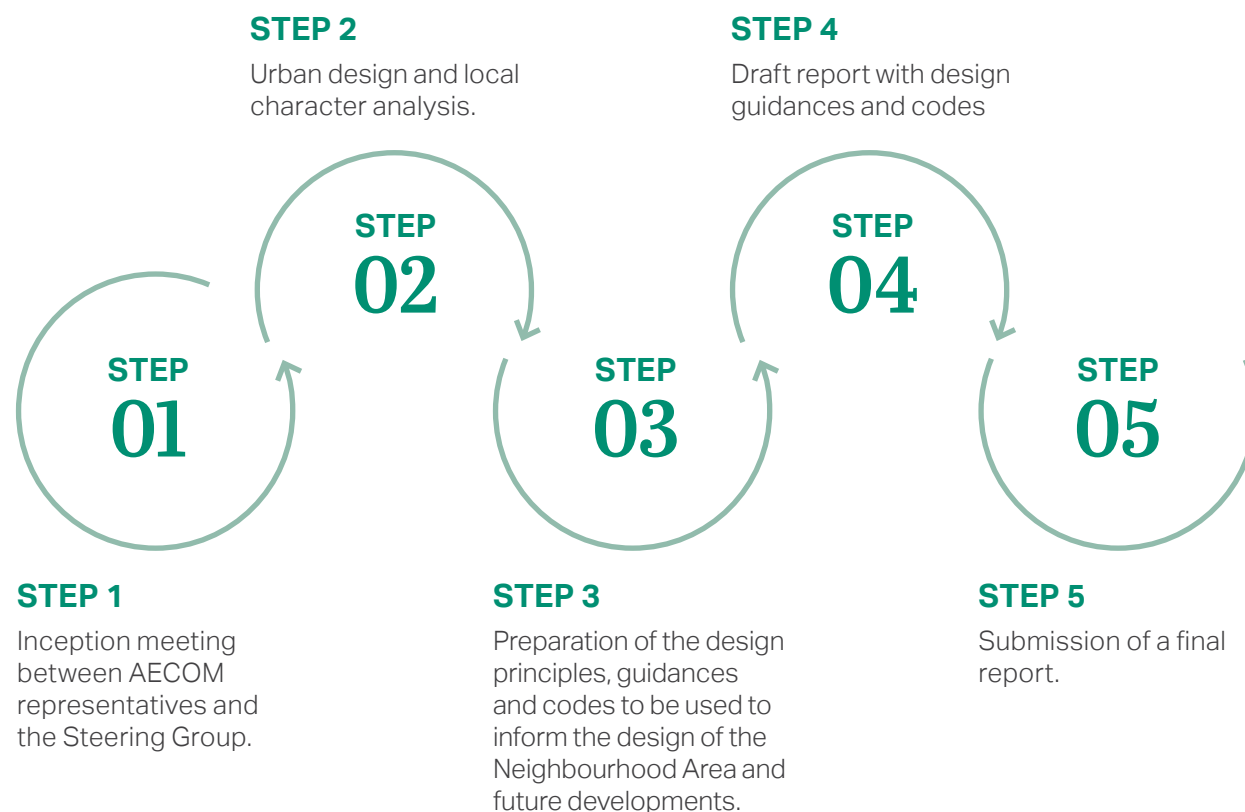 STEP 2
Urban design and local
character analysis.
STEP 4
Draft report with design
guidances and codes
STEP
01
STEP
02
STEP
03
STEP
04
STEP
05
STEP 1
Inception meeting
between AECOM
representatives and
the Steering Group.
STEP 3
Preparation of the design
principles, guidances
and codes to be used to
inform the design of the
Neighbourhood Area and
future developments.
STEP 5
Submission of a final
report.